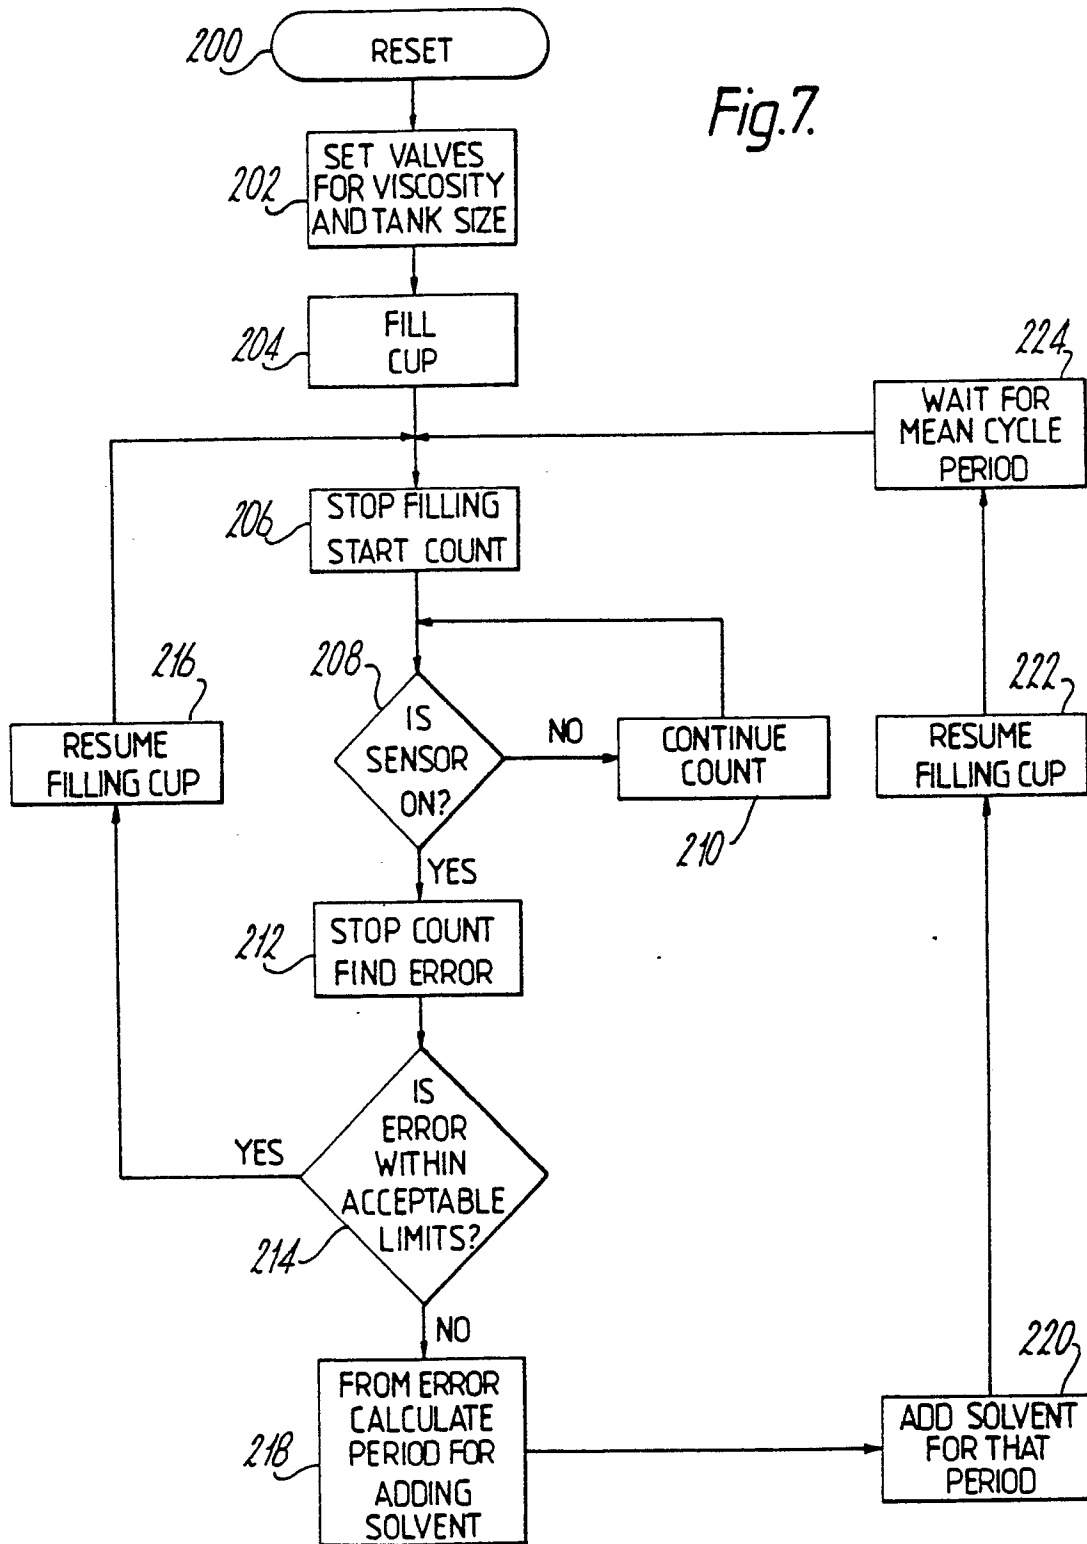 Fig.7.
200
RESET
202
SET VALVES
FOR VISCOSITY
AND TANK SIZE
204
FILL
CUP
224
WAIT FOR
MEAN CYCLE
PERIOD
206
STOP FILLING
START COUNT
208
IS
SENSOR
ON?
NO
CONTINUE
COUNT
210
216
RESUME
FILLING CUP
222
RESUME
FILLING CUP
YES
212
STOP COUNT
FIND ERROR
IS
ERROR
WITHIN
ACCEPTABLE
LIMITS?
YES
214
NO
218
FROM ERROR
CALCULATE
PERIOD FOR
ADDING
SOLVENT
220
ADD SOLVENT
FOR THAT
PERIOD